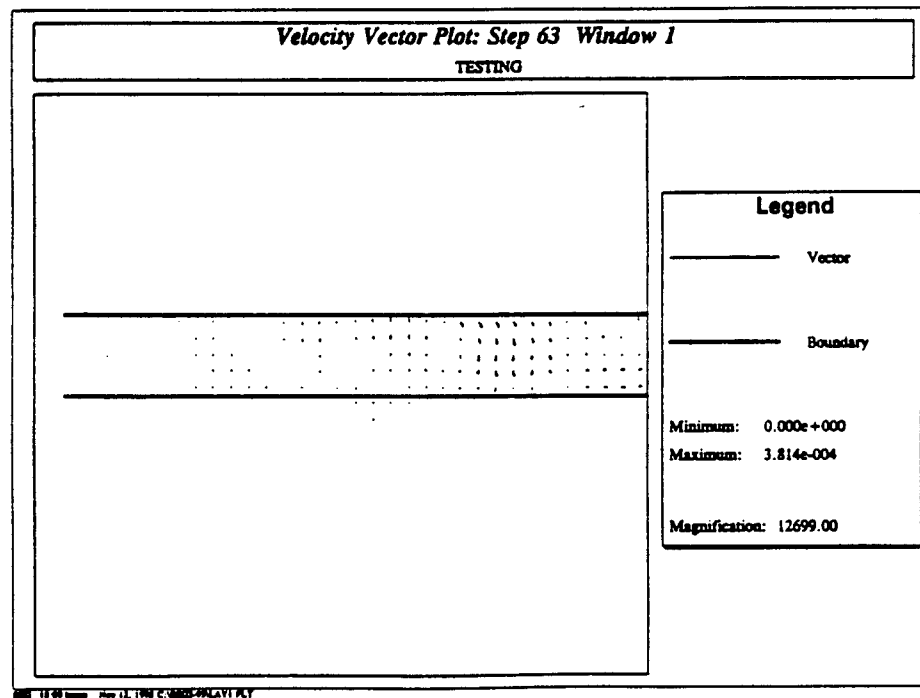 Velocity Vector Plot: Step 63 Window 1
TESTING
Legend
Vector
Boundary
Minimum: 0.000e+000
Maximum: 3.814e-004
Magnification: 12699.00